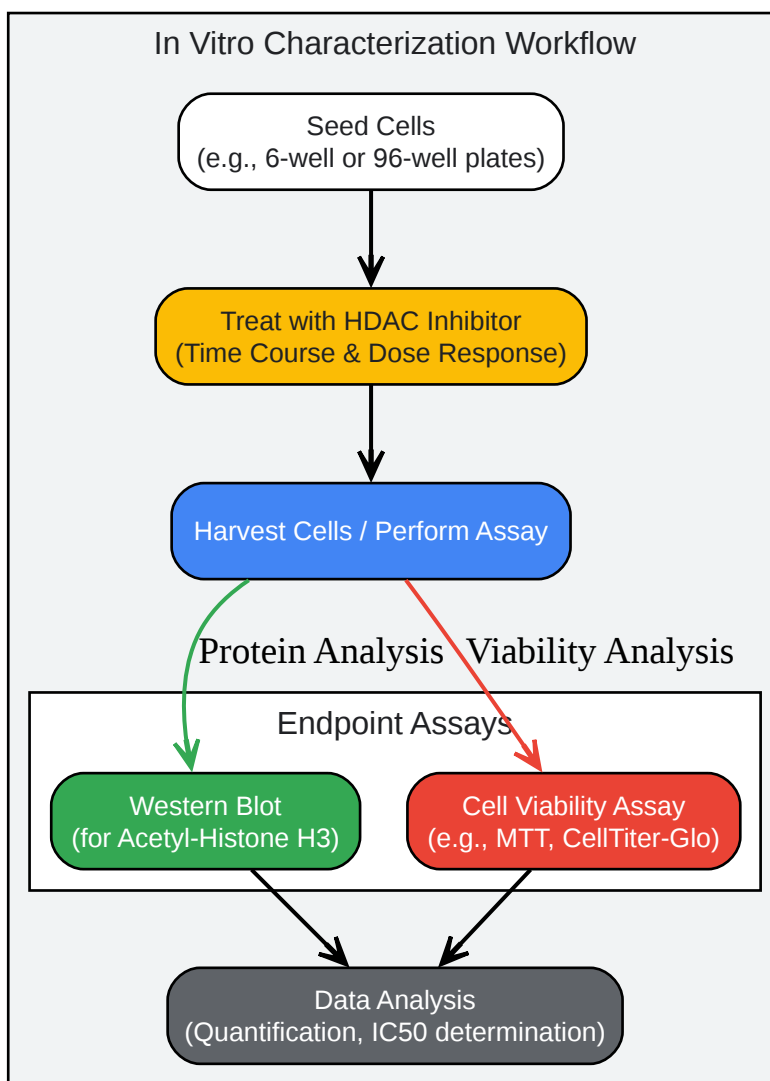 In Vitro Characterization Workflow
Seed Cells
(e.g., 6-well or 96-well plates)
Treat with HDAC Inhibitor
(Time Course & Dose Response)
Harvest Cells / Perform Assay
Protein Analysis
Viability Analysis
Endpoint Assays
Western Blot
(for Acetyl-Histone H3)
Cell Viability Assay
(e.g., MTT, CellTiter-Glo)
Data Analysis
(Quantification, IC50 determination)